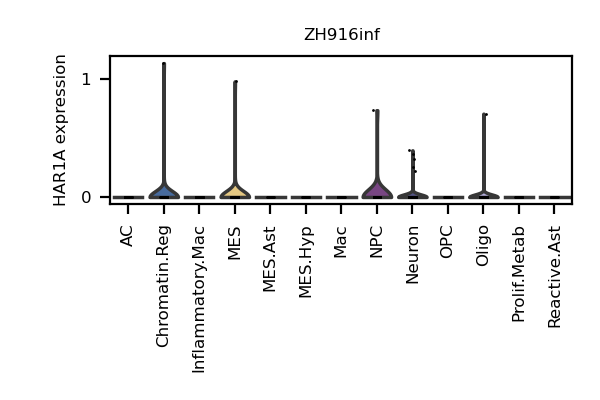 ZH916inf
HAR1A expression
1
0
AC
Chromatin.Reg
Inflammatory.Mac
MES
MES.Ast
MES.Hyp
Mac
NPC
Neuron
OPC
Oligo
Prolif.Metab
Reactive.Ast